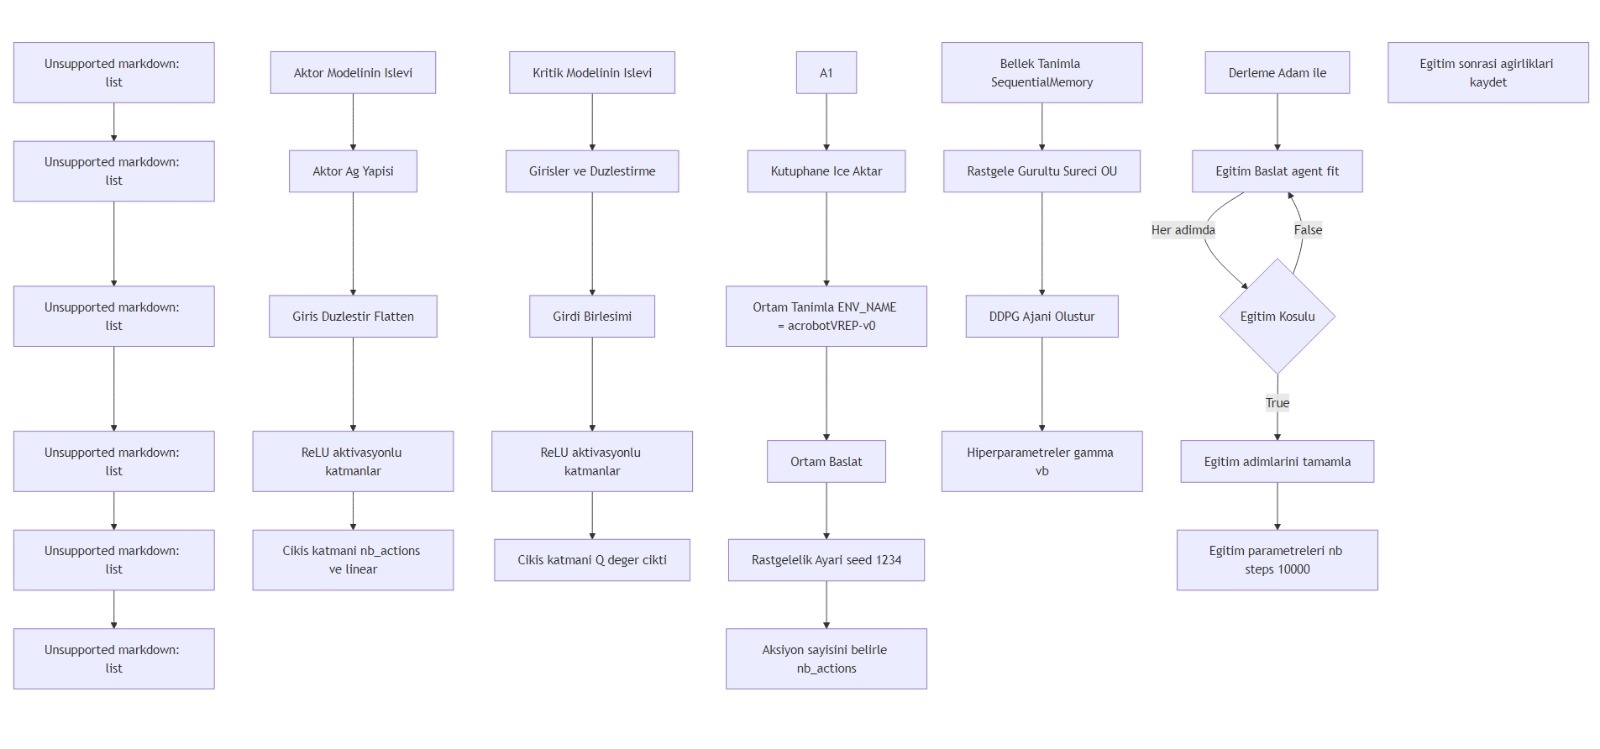 Unsupported markdown:
list
Unsupported markdown:
list
Unsupported markdown:
list
Unsupported markdown:
list
Unsupported markdown:
list
Unsupported markdown:
list
Aktor Modelinin Islevi
Aktor Ag Yapisi
Giris Duzlestir Flatten
ReLU aktivasyonlu
katmanlar
Cikis katmani nb_actions
ve linear
Kritik Modelinin Islevi
Girisler ve Duzlestirme
Girdi Birlesimi
ReLU aktivasyonlu
katmanlar
Cikis katmani Q deger cikti
A1
Kutuphane Ice Aktar
Ortam Tanimla ENV_NAME
= acrobotVREP-v0
Ortam Baslat
Rastgelelik Ayari seed 1234
Aksiyon sayisini belirle
nb_actions
Bellek Tanimla
SequentialMemory
Rastgele Gurultu Sureci OU
DDPG Ajani Olustur
Hiperparametreler gamma
vb
Derleme Adam ile
Egitim Baslat agent fit
Her adimda
False
Egitim Kosulu
True
Egitim adimlarini tamamla
Egitim parametreleri nb
steps 10000
Egitim sonrasi agirliklari
kaydet